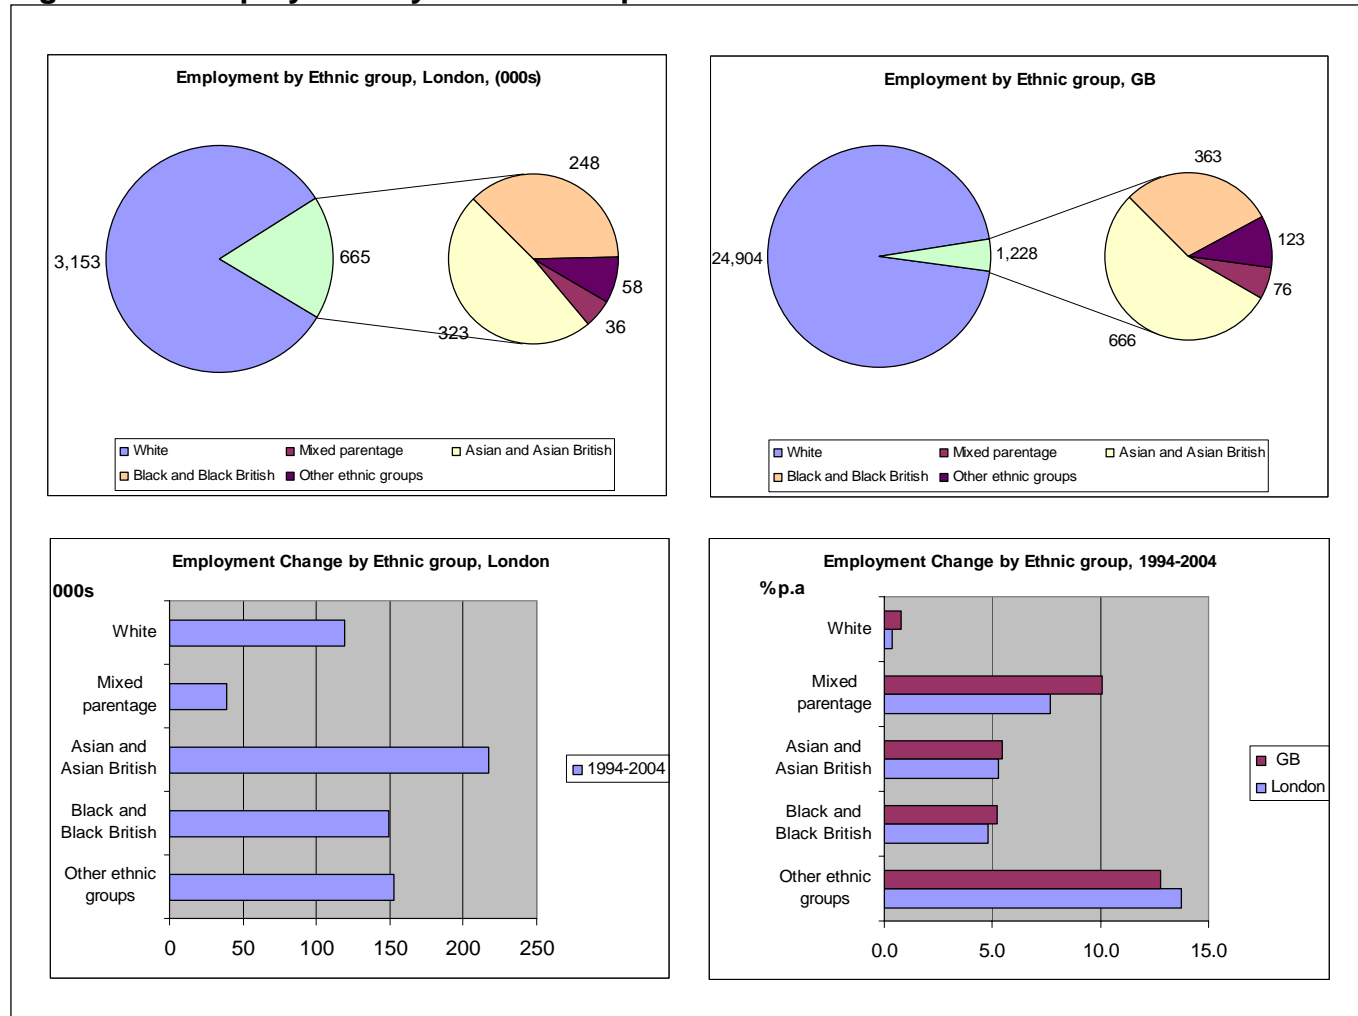 Employment by Ethnic group, London, (000s)
248
3,153
665
58
323
36
White
Mixed parentage
Asian and Asian British
Black and Black British
Other ethnic groups
Employment by Ethnic group, GB
363
24,904
1,228
123
76
666
White
Mixed parentage
Asian and Asian British
Black and Black British
Other ethnic groups
Employment Change by Ethnic group, London
000s
White
Mixed
parentage
Asian and
Asian British
Black and
Black British
Other ethnic
groups
0 50 100 150 200 250
1994-2004
Employment Change by Ethnic group, 1994-2004
%p.a
White
Mixed
parentage
Asian and
Asian British
Black and
Black British
Other ethnic
groups
0.0 5.0 10.0 15.0
GB
London